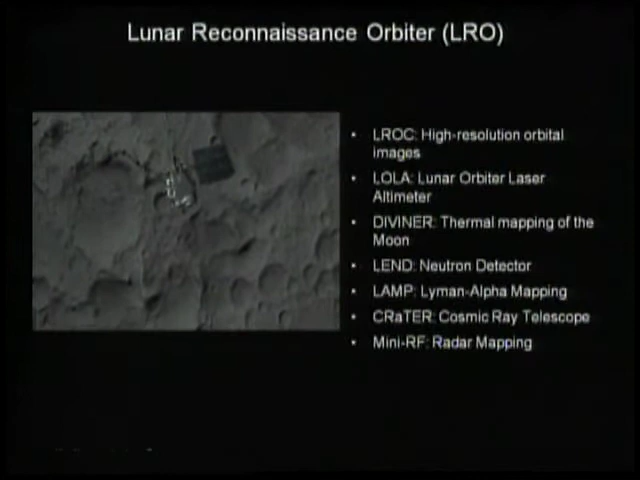 Lunar Reconnaissance Orbiter (LRO)
• LROC: High-resolution orbital
images
• LOLA: Lunar Orbiter Laser
Altimeter
• DIVINER: Thermal mapping of the
Moon
• LEND: Neutron Detector
• LAMP: Lyman-Alpha Mapping
• CRaTER: Cosmic Ray Telescope
• Mini-RF: Radar Mapping